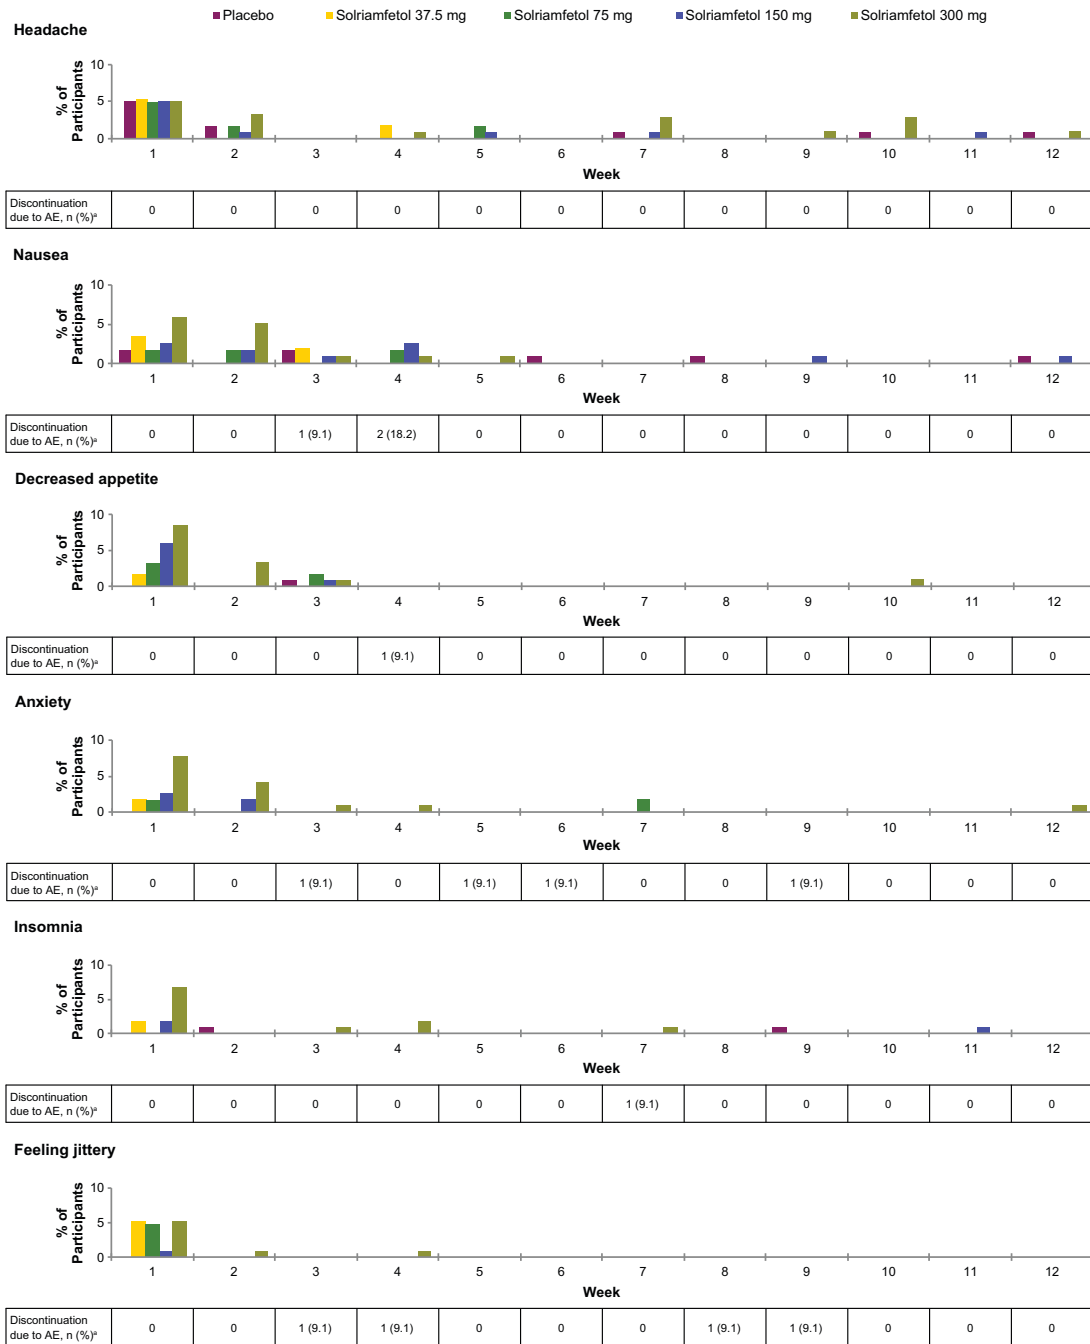 Placebo Solriamfetol 37.5 mg Solriamfetol 75 mg Solriamfetol 150 mg Solriamfetol 300 mg
Headache
% of
Participants
10
5
0
1 2 3 4 5 6 7 8 9 10 11 12
Week
Discontinuation
due to AE, n (%)ᵃ
0 0 0 0 0 0 0 0 0 0 0 0
Nausea
% of
Participants
10
5
0
1 2 3 4 5 6 7 8 9 10 11 12
Week
Discontinuation
due to AE, n (%)ᵃ
0 0 1 (9.1) 2 (18.2) 0 0 0 0 0 0 0 0
Decreased appetite
% of
Participants
10
5
0
1 2 3 4 5 6 7 8 9 10 11 12
Week
Discontinuation
due to AE, n (%)ᵃ
0 0 0 1 (9.1) 0 0 0 0 0 0 0 0
Anxiety
% of
Participants
10
5
0
1 2 3 4 5 6 7 8 9 10 11 12
Week
Discontinuation
due to AE, n (%)ᵃ
0 0 1 (9.1) 0 1 (9.1) 1 (9.1) 0 0 1 (9.1) 0 0 0
Insomnia
% of
Participants
10
5
0
1 2 3 4 5 6 7 8 9 10 11 12
Week
Discontinuation
due to AE, n (%)ᵃ
0 0 0 0 0 0 1 (9.1) 0 0 0 0 0
Feeling jittery
% of
Participants
10
5
0
1 2 3 4 5 6 7 8 9 10 11 12
Week
Discontinuation
due to AE, n (%)ᵃ
0 0 1 (9.1) 1 (9.1) 0 0 0 1 (9.1) 1 (9.1) 0 0 0